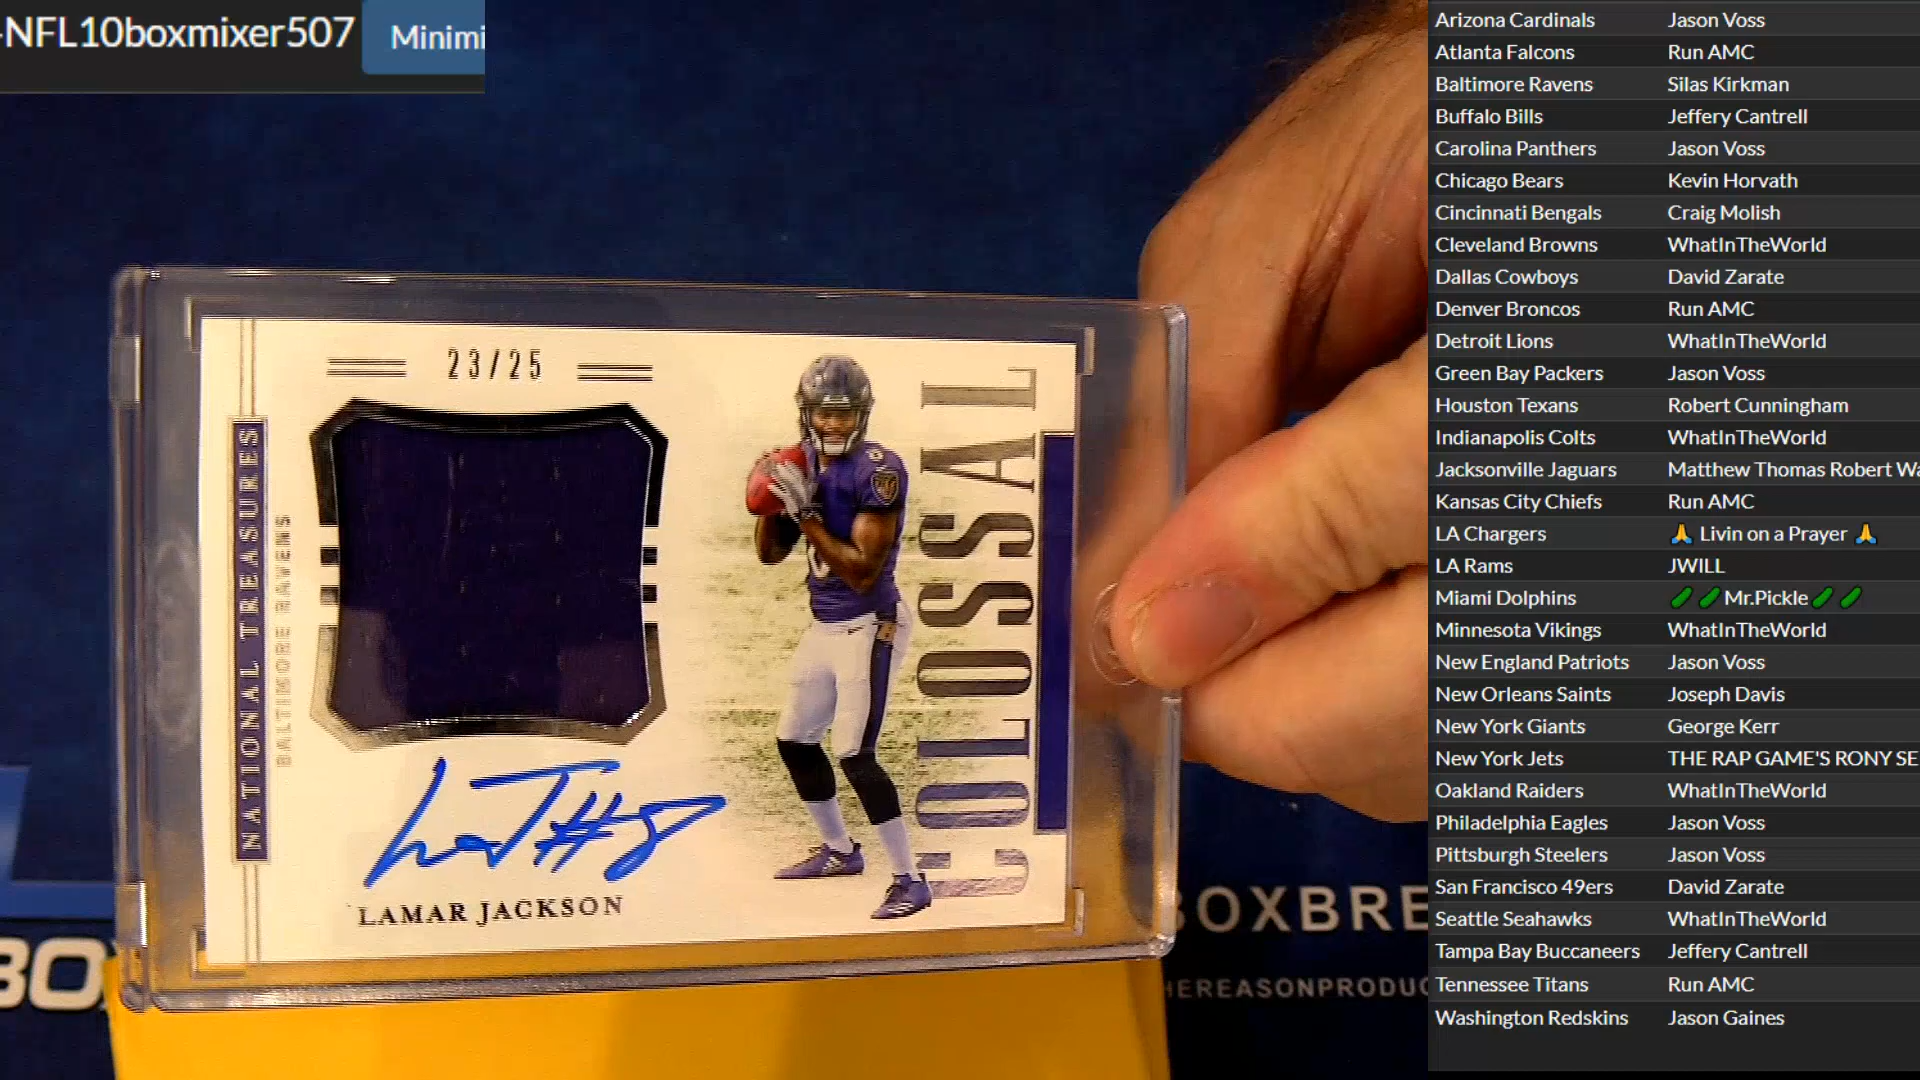 -NFL10boxmixer507
Minimi
23/25
NATIONAL TREASURES
BALTIMORE RAVENS
COLOSSAL
LAMAR JACKSON
BO
BOXBRE
HEREASONPRODUC
Arizona Cardinals Jason Voss
Atlanta Falcons Run AMC
Baltimore Ravens Silas Kirkman
Buffalo Bills Jeffery Cantrell
Carolina Panthers Jason Voss
Chicago Bears Kevin Horvath
Cincinnati Bengals Craig Molish
Cleveland Browns WhatInTheWorld
Dallas Cowboys David Zarate
Denver Broncos Run AMC
Detroit Lions WhatInTheWorld
Green Bay Packers Jason Voss
Houston Texans Robert Cunningham
Indianapolis Colts WhatInTheWorld
Jacksonville Jaguars Matthew Thomas Robert Wa
Kansas City Chiefs Run AMC
LA Chargers 🙏 Livin on a Prayer 🙏
LA Rams JWILL
Miami Dolphins 🥒🥒Mr.Pickle🥒🥒
Minnesota Vikings WhatInTheWorld
New England Patriots Jason Voss
New Orleans Saints Joseph Davis
New York Giants George Kerr
New York Jets THE RAP GAME'S RONY SE
Oakland Raiders WhatInTheWorld
Philadelphia Eagles Jason Voss
Pittsburgh Steelers Jason Voss
San Francisco 49ers David Zarate
Seattle Seahawks WhatInTheWorld
Tampa Bay Buccaneers Jeffery Cantrell
Tennessee Titans Run AMC
Washington Redskins Jason Gaines